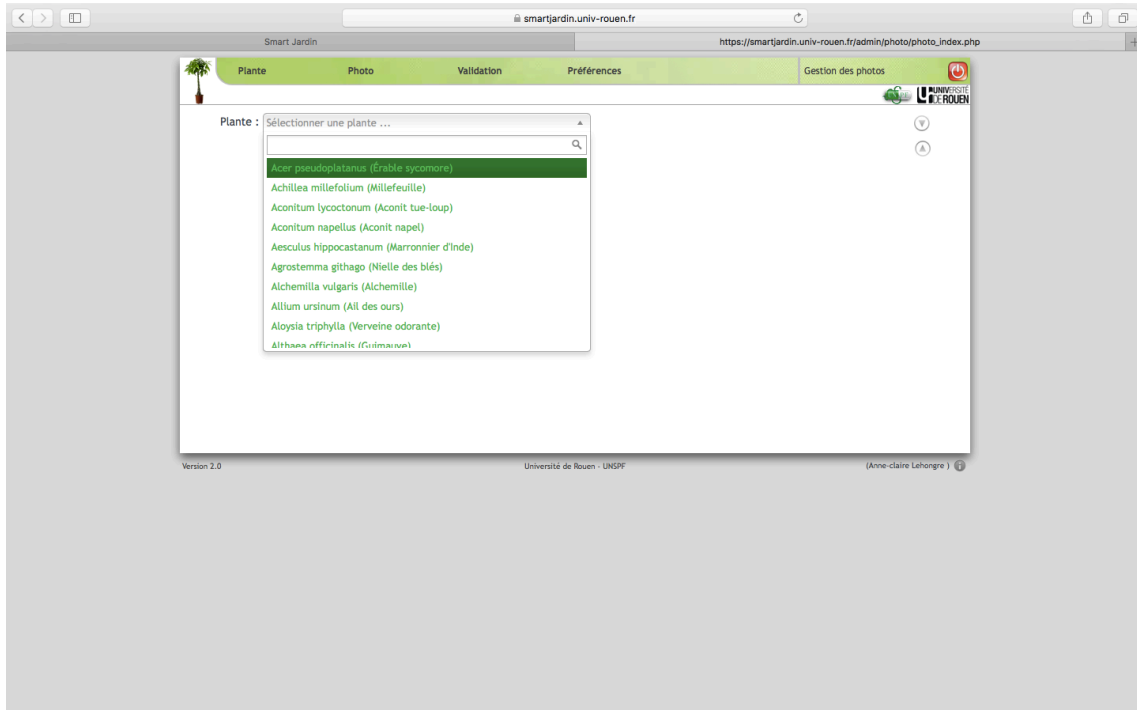 smartjardin.univ-rouen.fr
Smart Jardin
https://smartjardin.univ-rouen.fr/admin/photo/photo_index.php
Plante Photo Validation Préférences Gestion des photos
UNIVERSITÉ
DE ROUEN
Plante : Sélectionner une plante ...
Acer pseudoplatanus (Érable sycomore)
Achillea millefolium (Millefeuille)
Aconitum lycoctonum (Aconit tue-loup)
Aconitum napellus (Aconit napel)
Aesculus hippocastanum (Marronnier d'Inde)
Agrostemma githago (Nielle des blés)
Alchemilla vulgaris (Alchemille)
Allium ursinum (Ail des ours)
Aloysia triphylla (Verveine odorante)
Althaea officinalis (Guimauve)
Version 2.0 Université de Rouen - UNSPF (Anne-claire Lehongre )